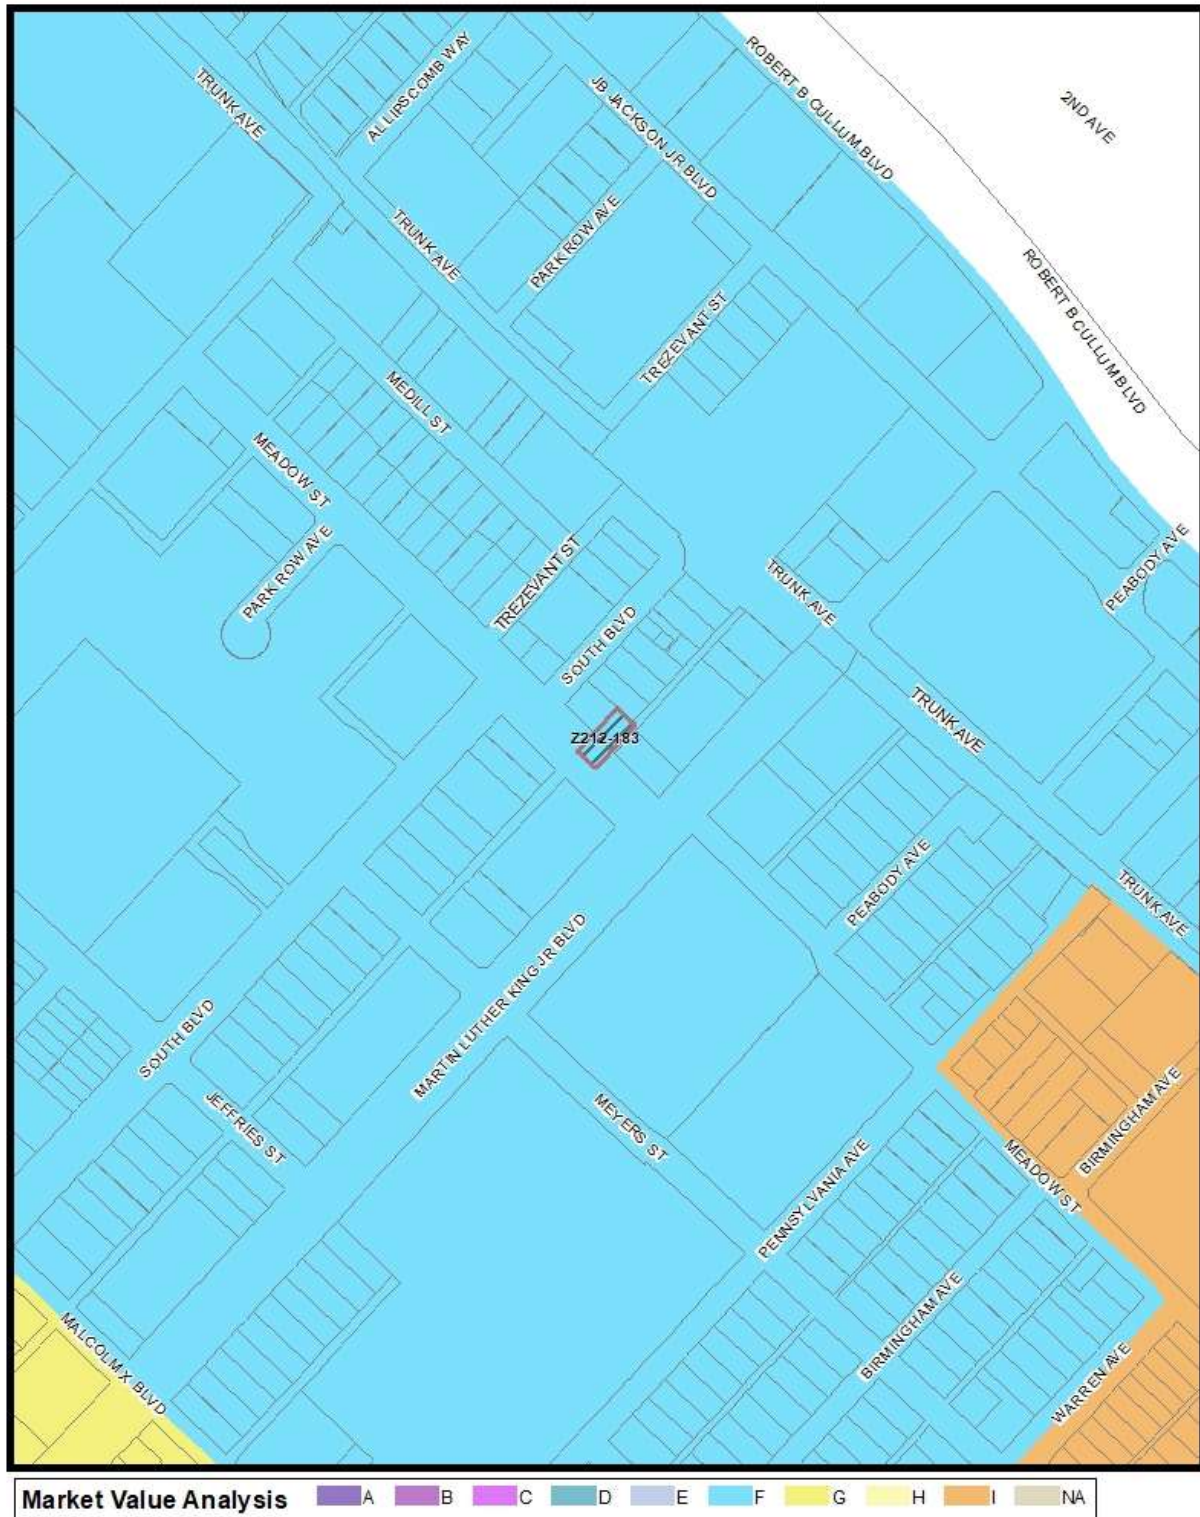 ROBERT B CULLUM BLVD
2ND AVE
TRUNK AVE
AL LIPSCOMB WAY
JB JACKSON JR BLVD
TRUNK AVE
PARK ROW AVE
ROBERT B CULLUM BLVD
TREZEVANT ST
MEDILL ST
MEADOW ST
PARK ROW AVE
TREZEVANT ST
TRUNK AVE
PEABODY AVE
SOUTH BLVD
TRUNK AVE
Z212-183
PEABODY AVE
TRUNK AVE
MARTIN LUTHER KING JR BLVD
SOUTH BLVD
JEFFRIES ST
MEYERS ST
BIRMINGHAM AVE
MEADOW ST
PENNSYLVANIA AVE
BIRMINGHAM AVE
MALCOLM X BLVD
WARREN AVE
Market Value Analysis A B C D E F G H I NA